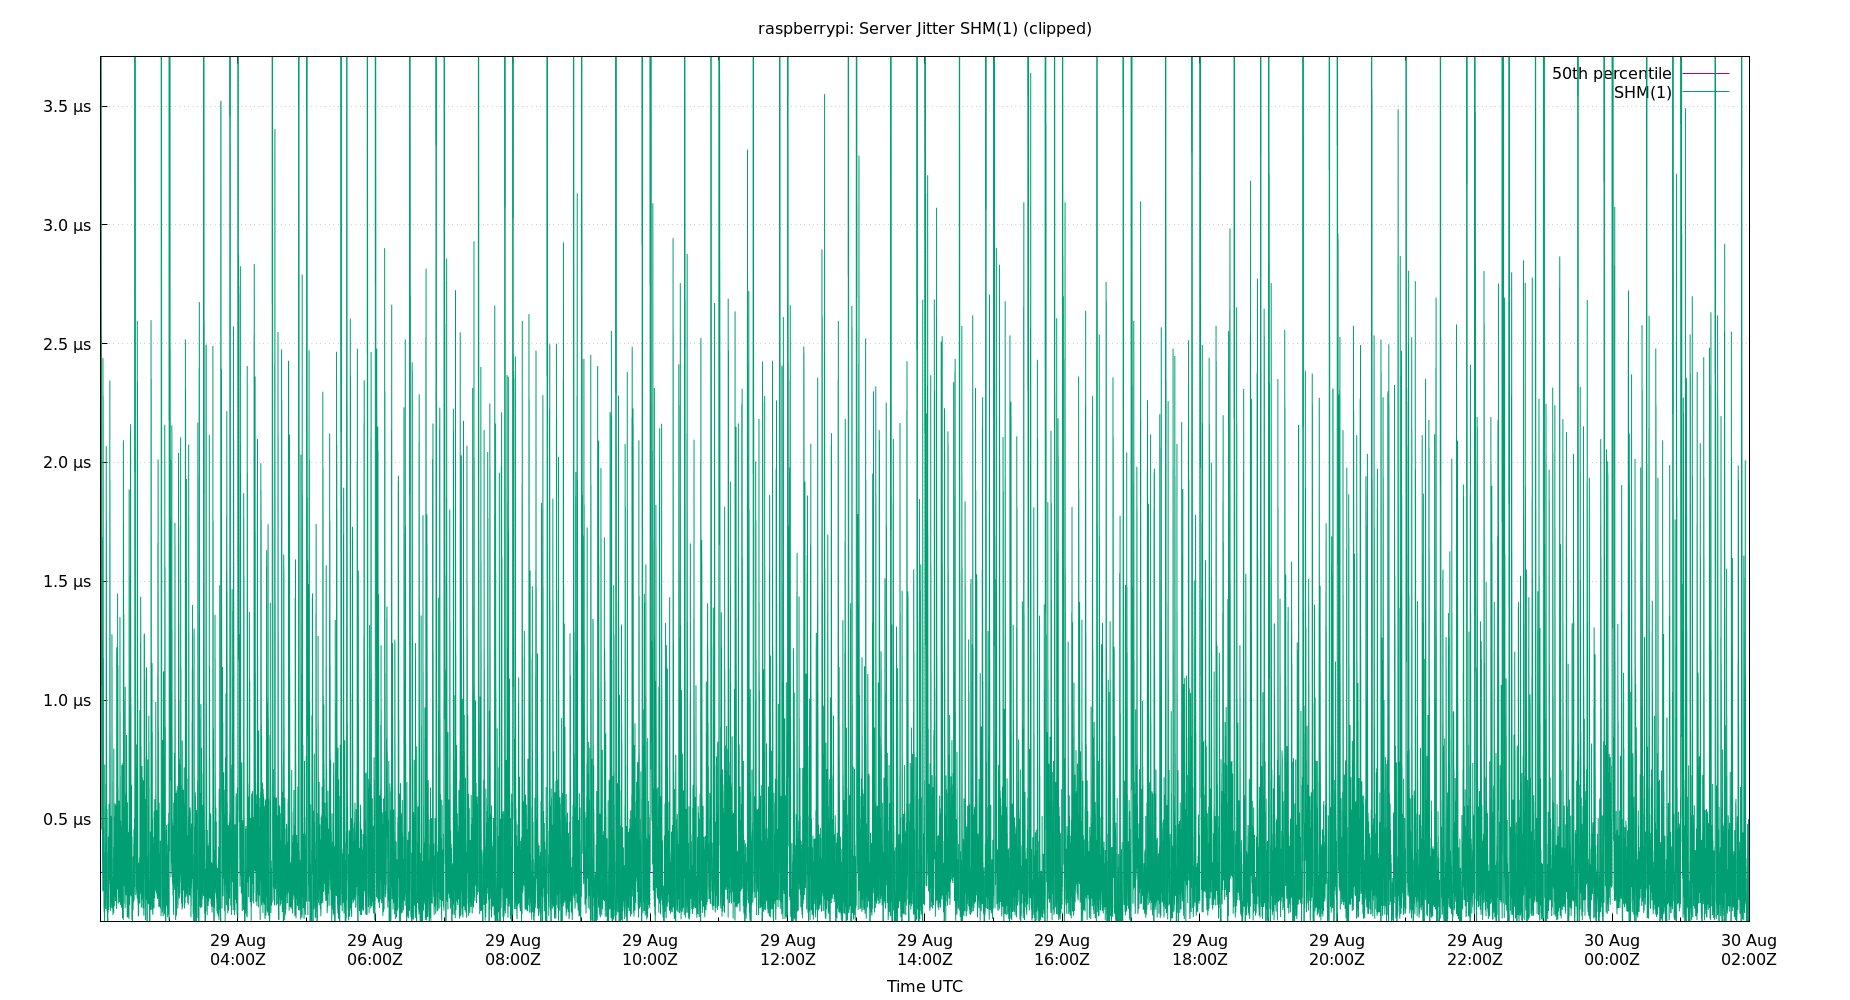 raspberrypi: Server Jitter SHM(1) (clipped)
50th percentile
SHM(1)
3.5 µs
3.0 µs
2.5 µs
2.0 µs
1.5 µs
1.0 µs
0.5 µs
29 Aug 29 Aug 29 Aug 29 Aug 29 Aug 29 Aug 29 Aug 29 Aug 29 Aug 29 Aug 30 Aug 30 Aug
04:00Z 06:00Z 08:00Z 10:00Z 12:00Z 14:00Z 16:00Z 18:00Z 20:00Z 22:00Z 00:00Z 02:00Z
Time UTC